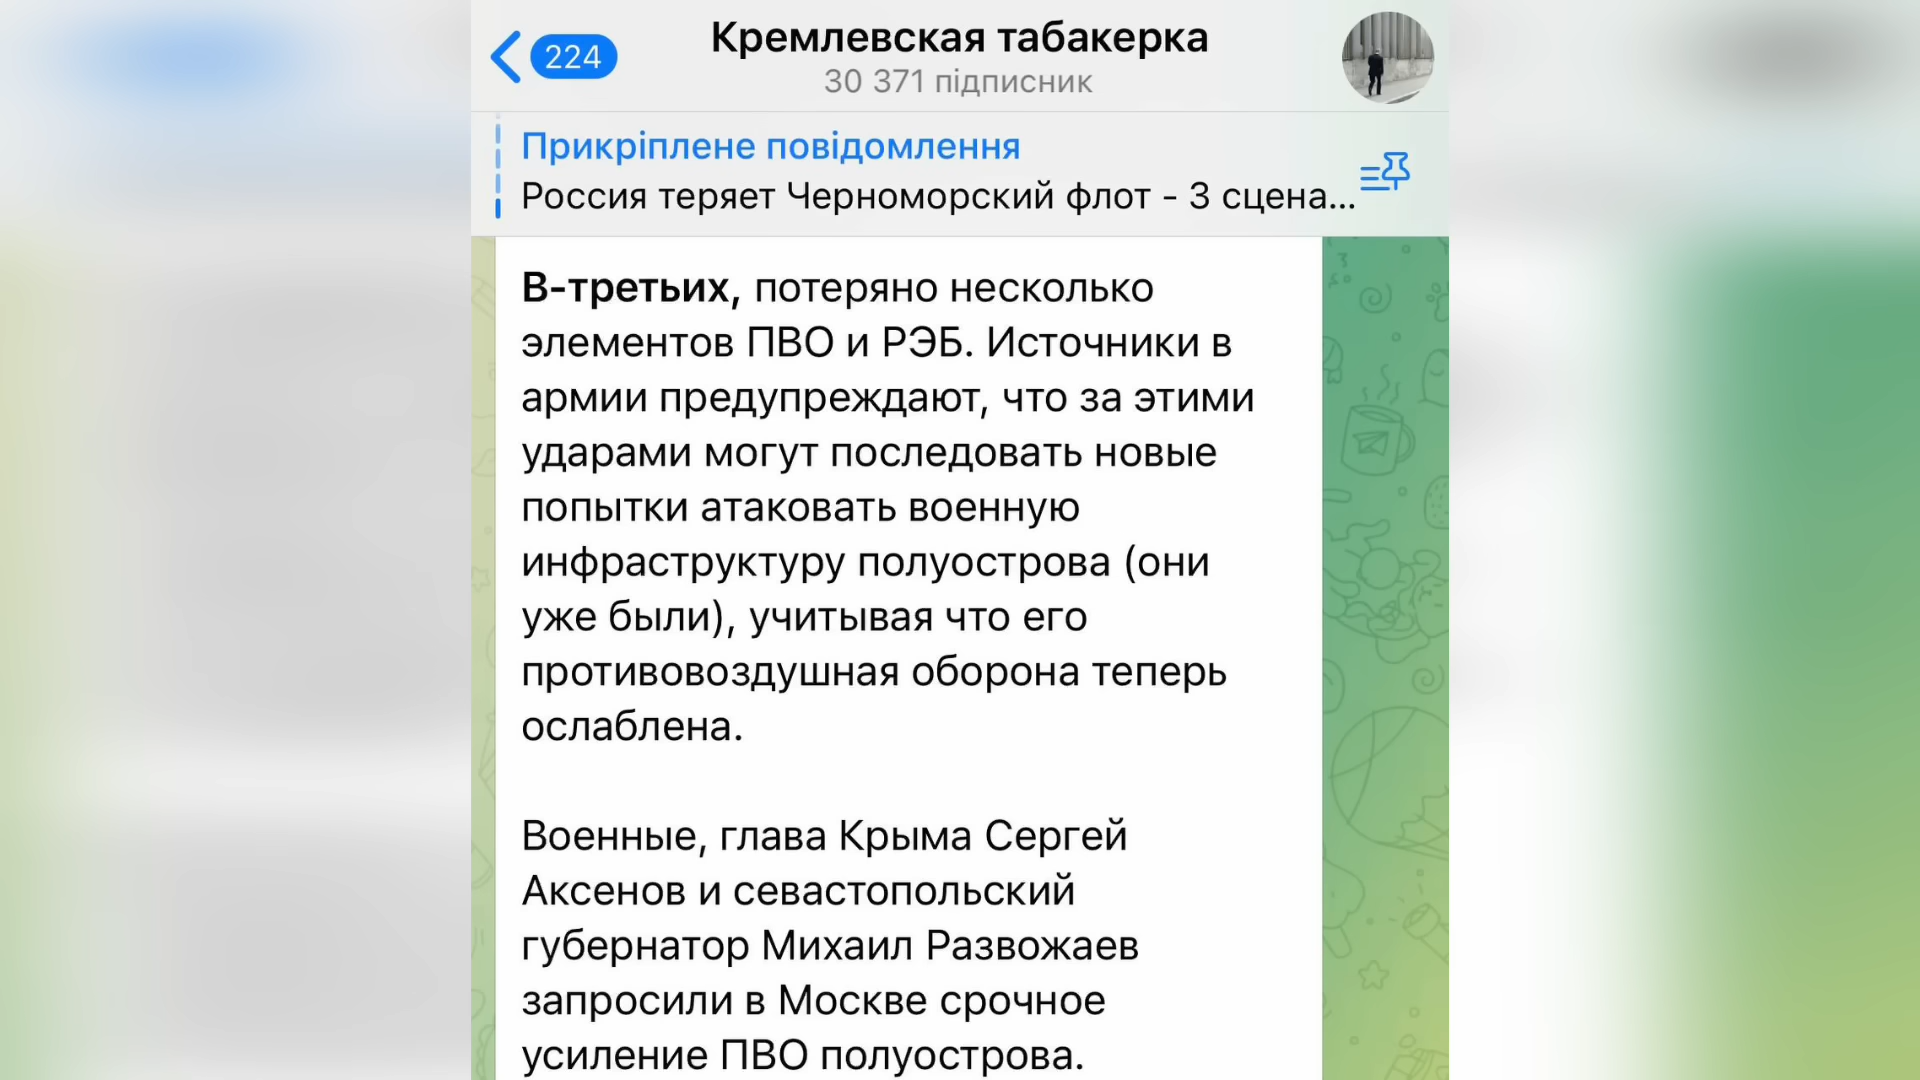 224
Кремлевская табакерка
30 371 підписник
Прикріплене повідомлення
Россия теряет Черноморский флот - 3 сцена...
В-третьих, потеряно несколько
элементов ПВО и РЭБ. Источники в
армии предупреждают, что за этими
ударами могут последовать новые
попытки атаковать военную
инфраструктуру полуострова (они
уже были), учитывая что его
противовоздушная оборона теперь
ослаблена.
Военные, глава Крыма Сергей
Аксенов и севастопольский
губернатор Михаил Развожаев
запросили в Москве срочное
усиление ПВО полуострова.